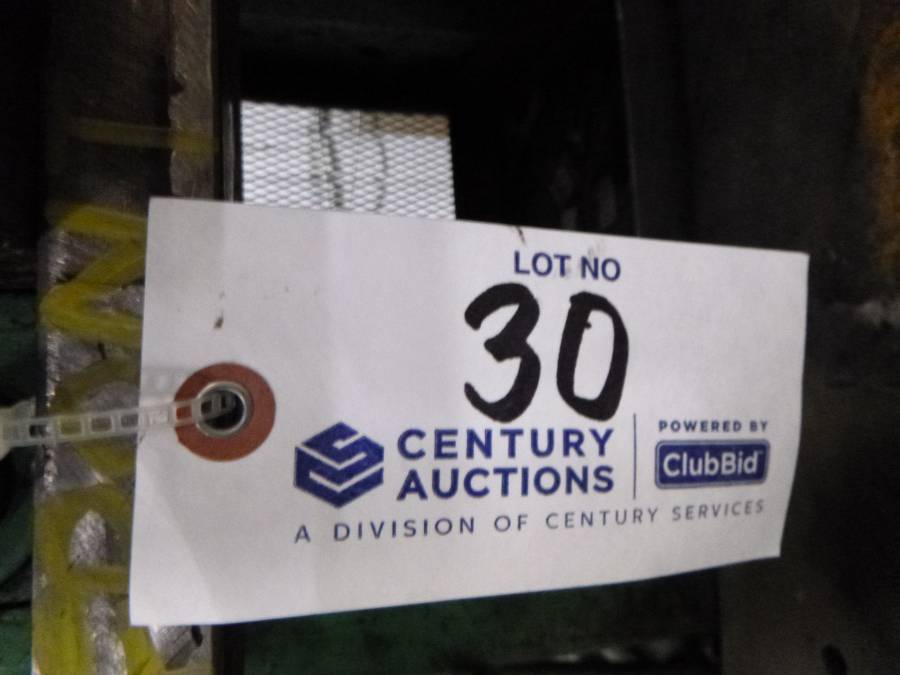 LOT NO
30
CENTURY
AUCTIONS
POWERED BY
ClubBid
A DIVISION OF CENTURY SERVICES